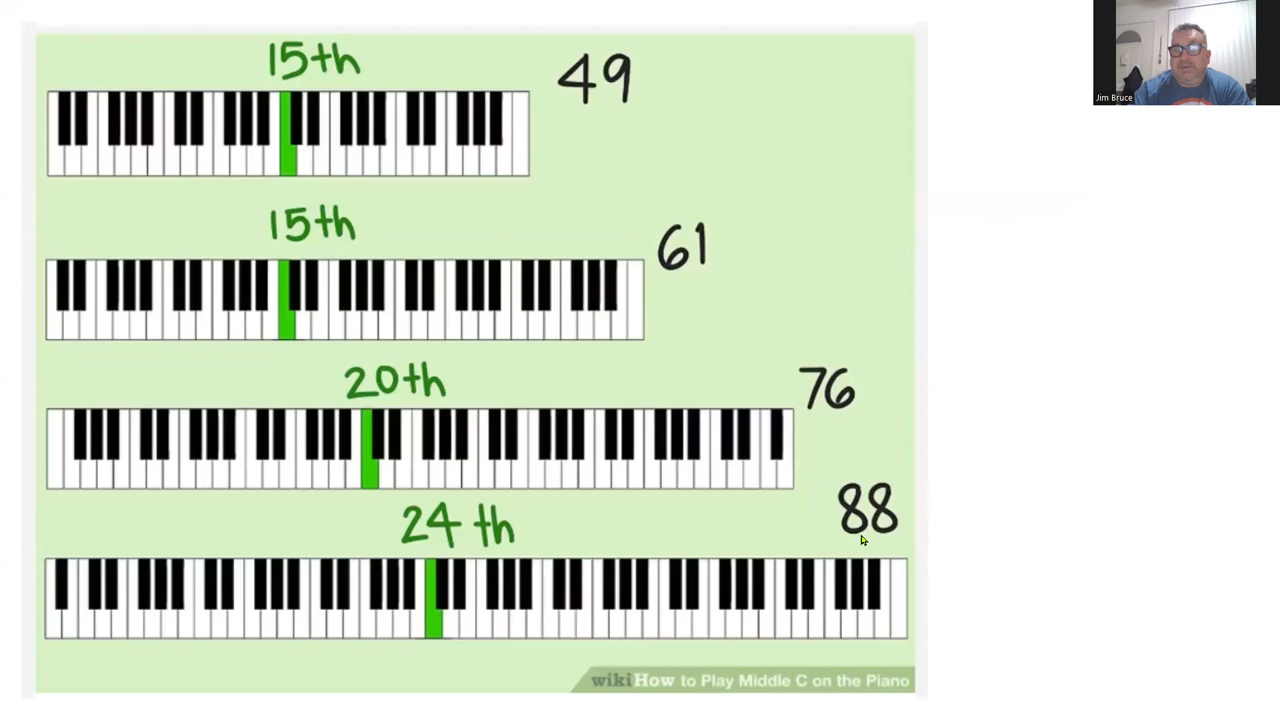 15th
49
15th
61
20th
76
24 th
88
wikiHow to Play Middle C on the Piano
Jim Bruce